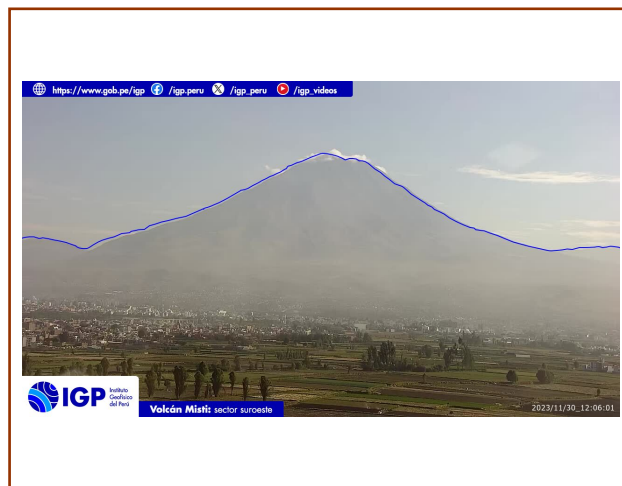 https://www.gob.pe/igp /igp.peru /igp_peru /igp_videos
IGP Instituto
Geofísico
del Perú
Volcán Misti: sector suroeste
2023/11/30_12:06:01